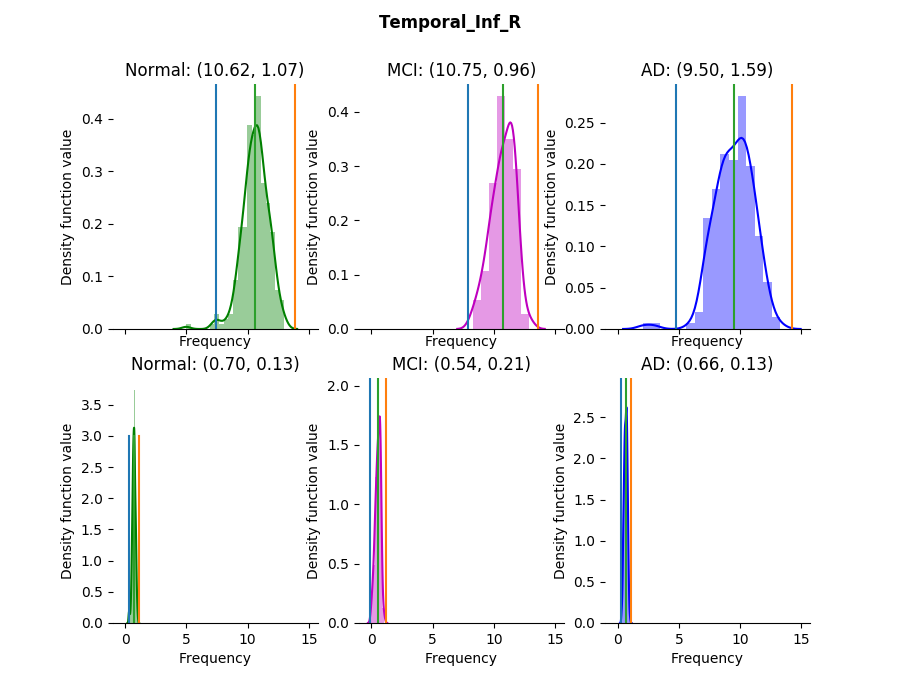 Temporal_Inf_R
Normal: (10.62, 1.07)
MCI: (10.75, 0.96)
AD: (9.50, 1.59)
Density function value
0.4
0.3
0.2
0.1
0.0
Frequency
Density function value
0.4
0.3
0.2
0.1
0.0
Frequency
Density function value
0.25
0.20
0.15
0.10
0.05
0.00
Frequency
Normal: (0.70, 0.13)
MCI: (0.54, 0.21)
AD: (0.66, 0.13)
Density function value
3.5
3.0
2.5
2.0
1.5
1.0
0.5
0.0
0 5 10 15
Frequency
Density function value
2.0
1.5
1.0
0.5
0.0
0 5 10 15
Frequency
Density function value
2.5
2.0
1.5
1.0
0.5
0.0
0 5 10 15
Frequency